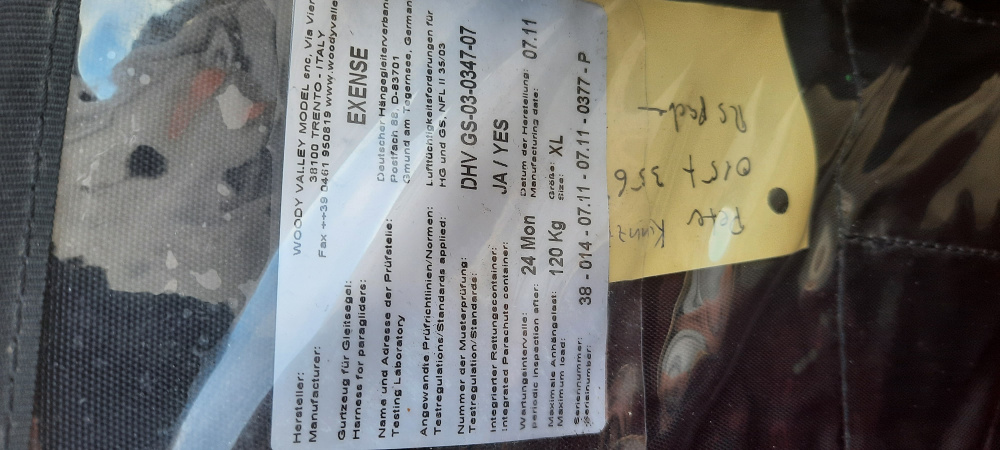 Hersteller:
Manufacturer:
WOODY VALLEY MODEL snc, Via Vier
38100 TRENTO - ITALY
Fax ++39 0461 950819 www.woodyvalle
Gurtzeug für Gleitsegel:
Harness for paragliders:
EXENSE
Name und Adresse der Prüfstelle:
Testing Laboratory
Deutscher Hängegleiterverban
Postfach 88, D-83701
Gmund am Tegernsee, German
Angewandte Prüfrichtlinien/Normen:
Testregulations/Standards applied:
Lufttüchtigkeitsforderungen für
HG und GS, NFL II 35/03
Nummer der Musterprüfung:
Testregulation/Standards:
DHV GS-03-0347-07
Integrierter Rettungscontainer:
Integrated Parachute container:
JA / YES
Wartungsintervalle:
periodic inspection after:
24 Mon
Datum der Herstellung:
Manufacturing date:
07.11
Maximale Anhängelast:
Maximum load:
120 Kg
Größe:
Size:
XL
Seriennummer:
Serialnumber:
38 - 014 - 07.11 - 07.11 - 0377 - P
Pete
356